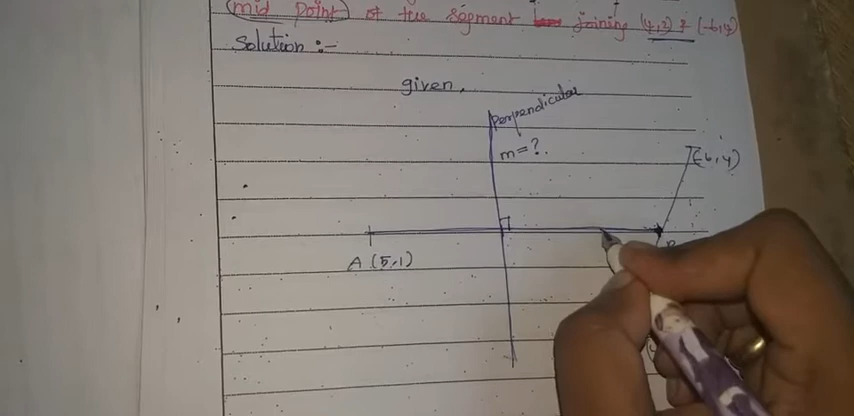 (mid point) of the segment joining (4,2) & (-6,4)
Solution :-
given,
Perpendicular
m=?.
(-6,4)
A (5,1)
B